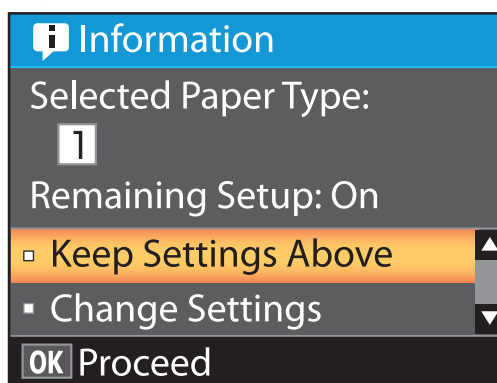 Information
Selected Paper Type:
1
Remaining Setup: On
Keep Settings Above
Change Settings
OK Proceed